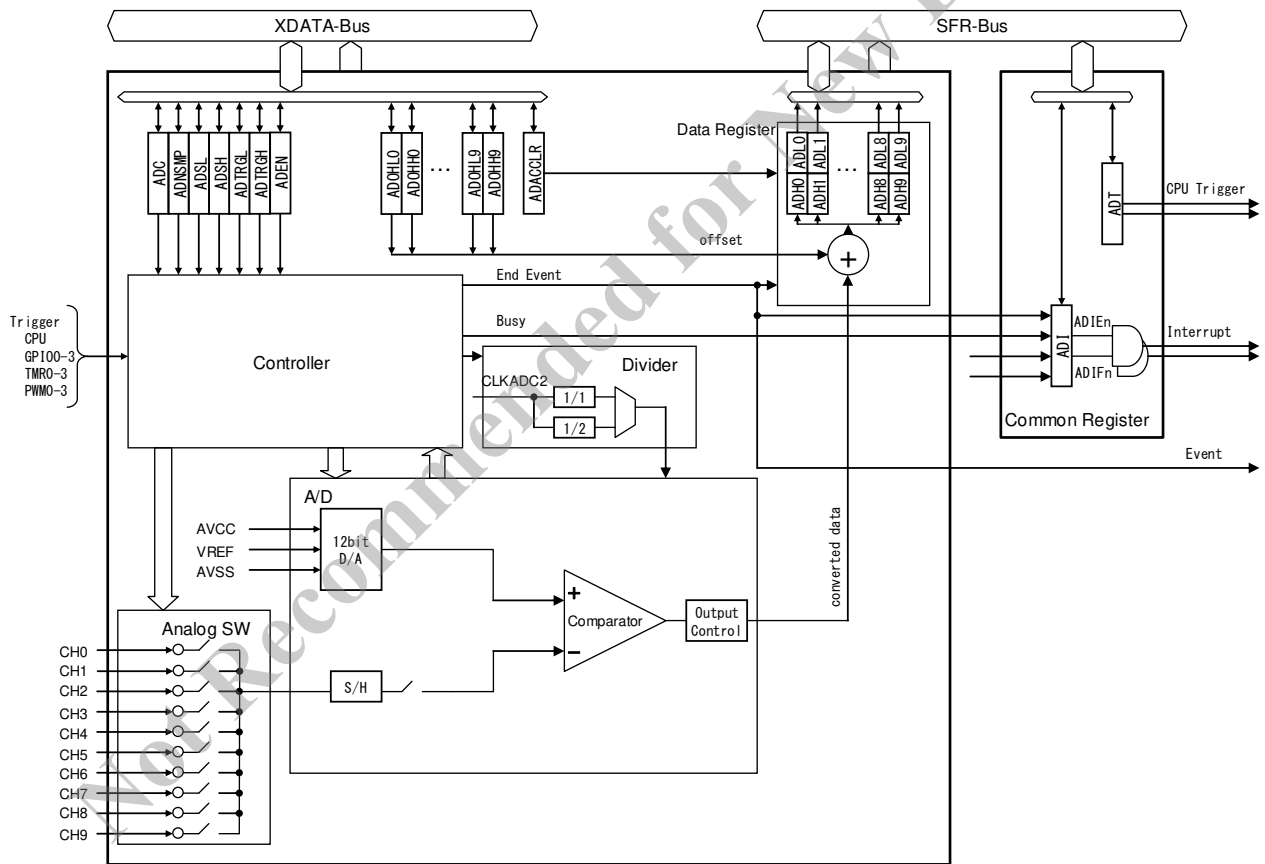 XDATA-Bus
SFR-Bus
ADC
ADNSMP
ADSL
ADSH
ADTRGL
ADTRGH
ADEN
ADOHL0
ADOHH0
...
ADOHL9
ADOHH9
ADACCLR
Data Register
ADH0 ADL0
ADH1 ADL1
...
ADH8 ADL8
ADH9 ADL9
offset
+
ADT
CPU Trigger
End Event
Busy
Trigger
CPU
GPIO0-3
TMR0-3
PWM0-3
Controller
Divider
CLKADC2
1/1
1/2
ADI
ADIEn
ADIFn
Interrupt
Common Register
Event
A/D
AVCC
VREF
AVSS
12bit
D/A
+
Comparator
−
Output
Control
converted data
S/H
Analog SW
CH0
CH1
CH2
CH3
CH4
CH5
CH6
CH7
CH8
CH9
Not Recommended for New